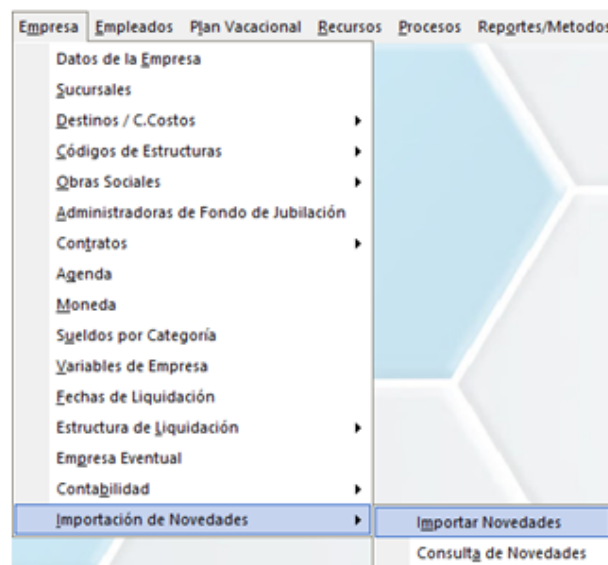 Empresa Empleados Plan Vacacional Recursos Procesos Reportes/Metodos
Datos de la Empresa
Sucursales
Destinos / C.Costos
Códigos de Estructuras
Obras Sociales
Administradoras de Fondo de Jubilación
Contratos
Agenda
Moneda
Sueldos por Categoría
Variables de Empresa
Fechas de Liquidación
Estructura de Liquidación
Empresa Eventual
Contabilidad
Importación de Novedades
Importar Novedades
Consulta de Novedades